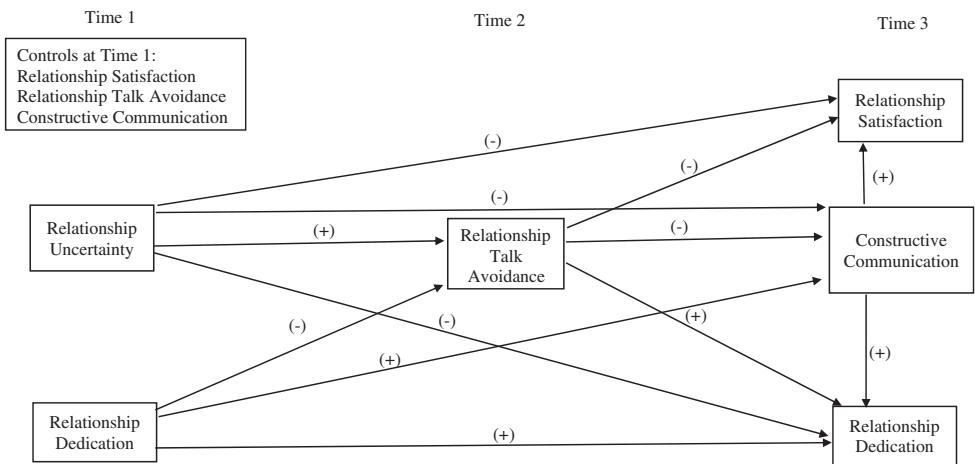 Time 1
Time 2
Time 3
Controls at Time 1:
Relationship Satisfaction
Relationship Talk Avoidance
Constructive Communication
Relationship
Satisfaction
(-)
(-)
(+)
(-)
Relationship
Uncertainty
(+)
Relationship
Talk
Avoidance
(-)
Constructive
Communication
(-)
(-)
(+)
(+)
(+)
Relationship
Dedication
(+)
Relationship
Dedication